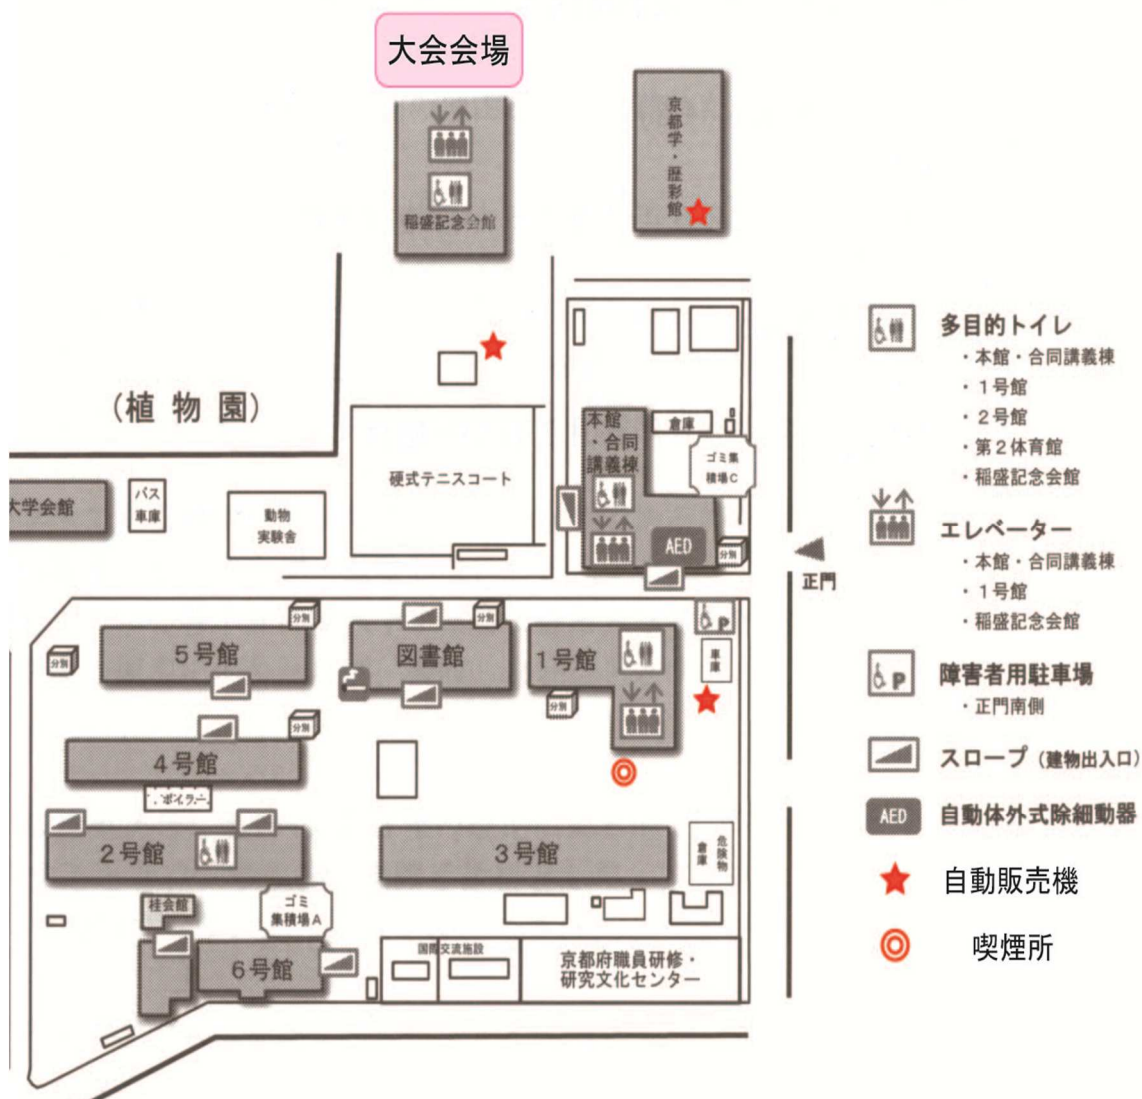 大会会場
京都学・歴彩館
稲盛記念会館
(植物園)
本館
・合同
講義棟
倉庫
ゴミ集
積場C
硬式テニスコート
大学会館
バス
車庫
動物
実験舎
AED
分別
正門
分別
分別
P
5号館
図書館
1号館
車庫
分別
分別
分別
4号館
ボイラー
2号館
3号館
危険物
倉庫
桂会館
ゴミ
集積場A
6号館
国際交流施設
京都府職員研修・
研究文化センター
多目的トイレ
・本館・合同講義棟
・1号館
・2号館
・第2体育館
・稲盛記念会館
エレベーター
・本館・合同講義棟
・1号館
・稲盛記念会館
P
障害者用駐車場
・正門南側
スロープ(建物出入口)
AED
自動体外式除細動器
自動販売機
喫煙所